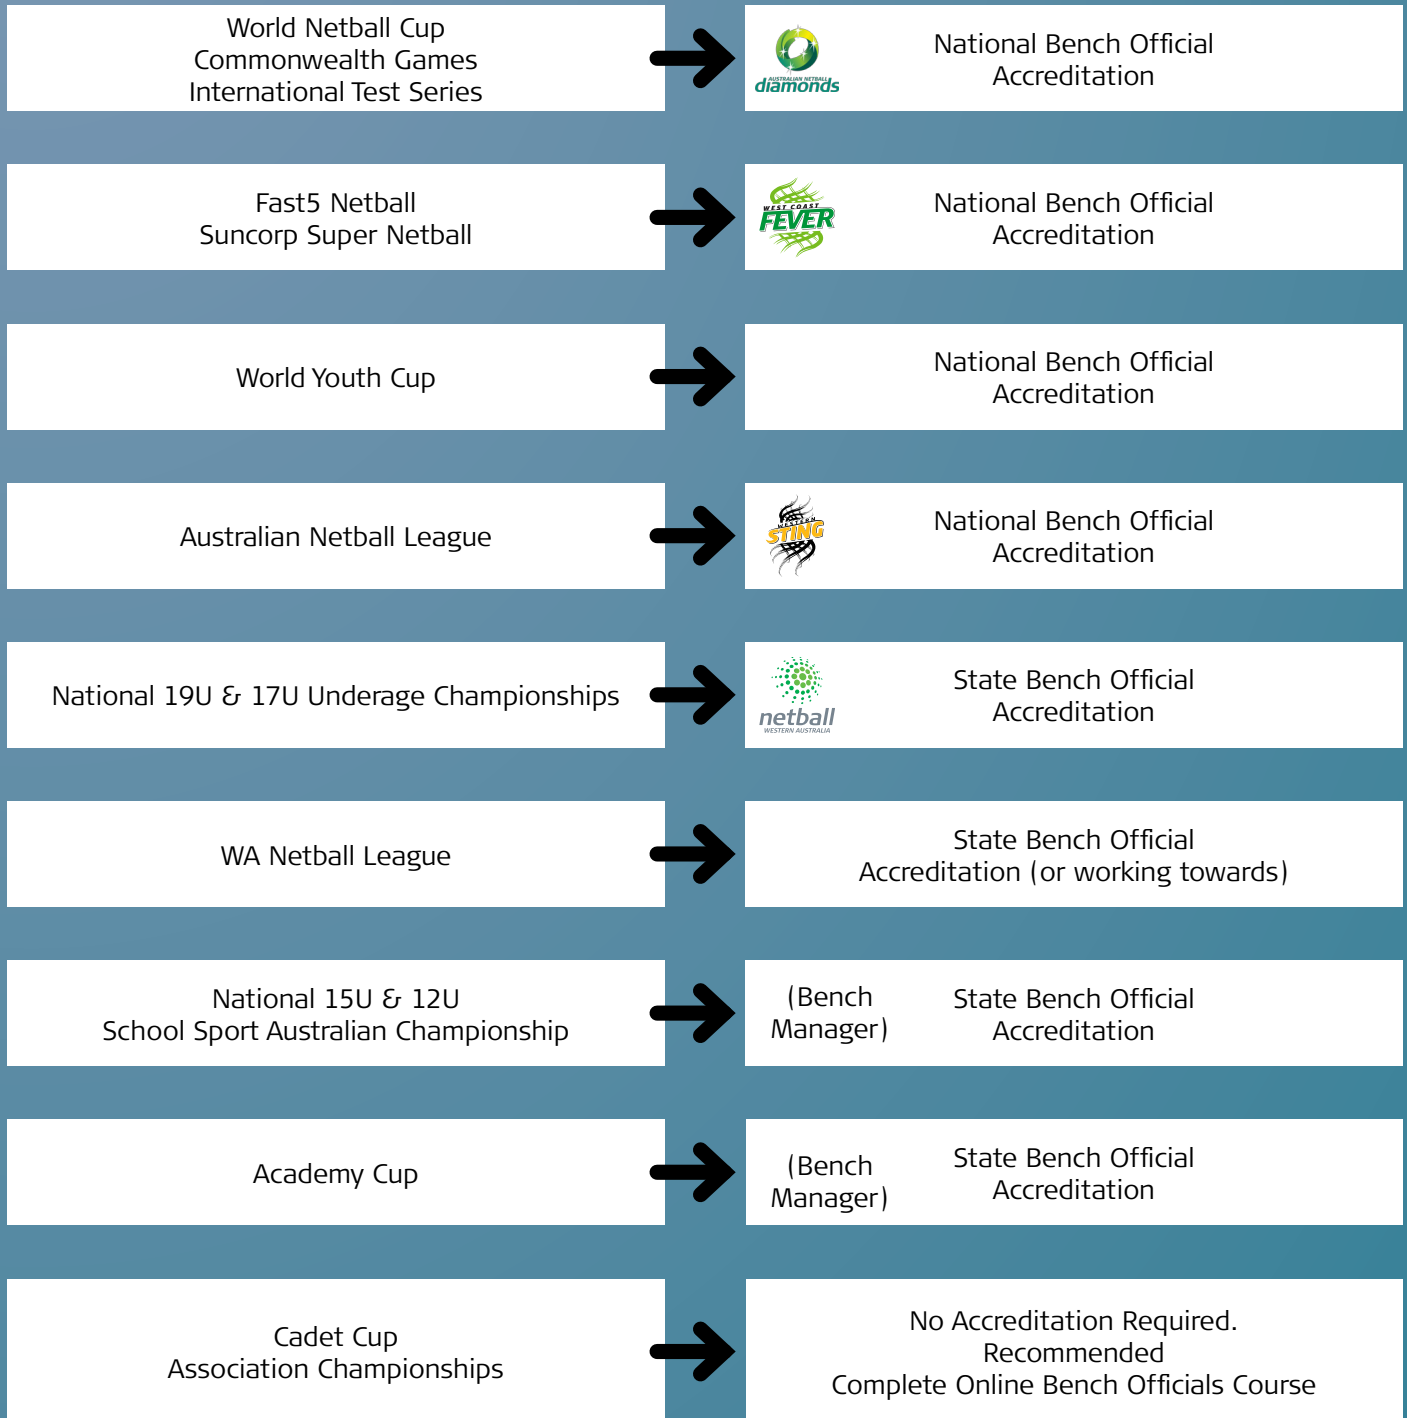 World Netball Cup
Commonwealth Games
International Test Series
AUSTRALIAN NETBALL
diamonds
National Bench Official
Accreditation
Fast5 Netball
Suncorp Super Netball
WEST COAST
FEVER
National Bench Official
Accreditation
World Youth Cup
National Bench Official
Accreditation
Australian Netball League
WESTERN
STING
National Bench Official
Accreditation
National 19U & 17U Underage Championships
netball
WESTERN AUSTRALIA
State Bench Official
Accreditation
WA Netball League
State Bench Official
Accreditation (or working towards)
National 15U & 12U
School Sport Australian Championship
(Bench
Manager)
State Bench Official
Accreditation
Academy Cup
(Bench
Manager)
State Bench Official
Accreditation
Cadet Cup
Association Championships
No Accreditation Required.
Recommended
Complete Online Bench Officials Course